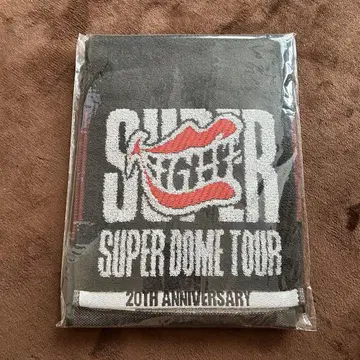 SUPER
EIGHT
SUPER DOME TOUR
20TH ANNIVERSARY